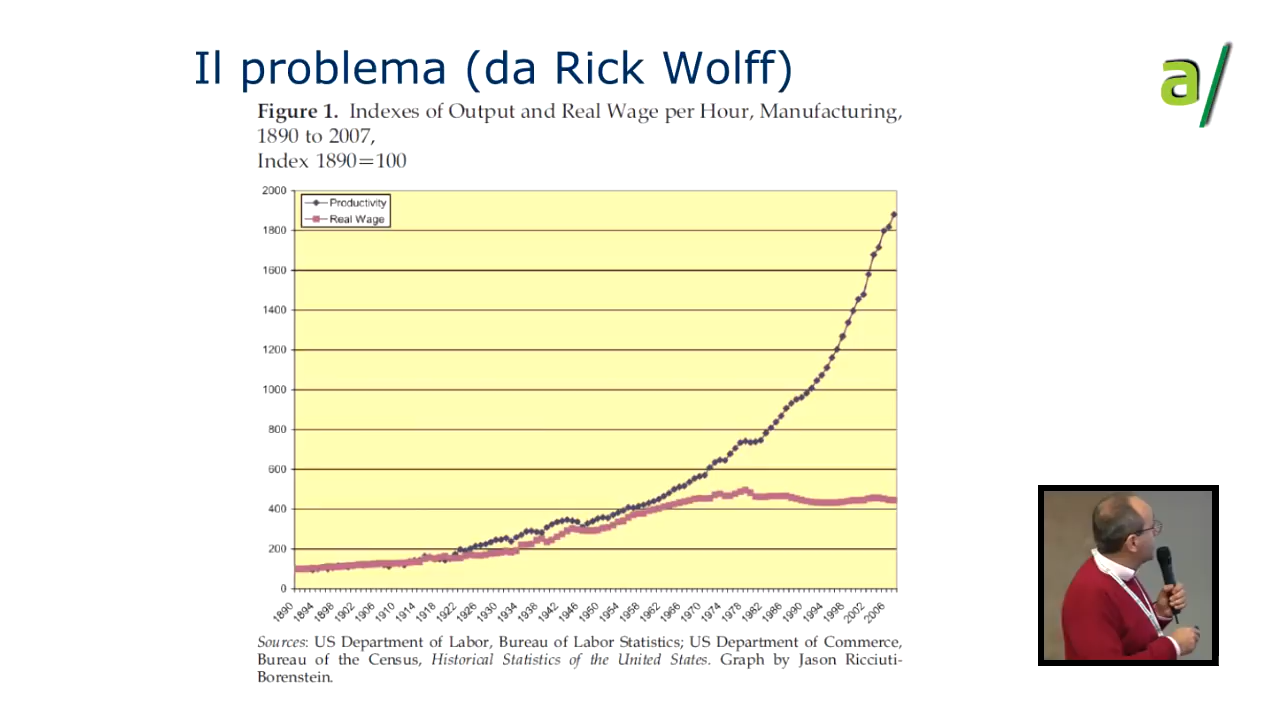 Il problema (da Rick Wolff)
a/
Figure 1. Indexes of Output and Real Wage per Hour, Manufacturing,
1890 to 2007,
Index 1890=100
2000
1800
1600
1400
1200
1000
800
600
400
200
0
Productivity
Real Wage
1890 1894 1898 1902 1906 1910 1914 1918 1922 1926 1930 1934 1938 1942 1946 1950 1954 1958 1962 1966 1970 1974 1978 1982 1986 1990 1994 1998 2002 2006
Sources: US Department of Labor, Bureau of Labor Statistics; US Department of Commerce,
Bureau of the Census, Historical Statistics of the United States. Graph by Jason Ricciuti-
Borenstein.